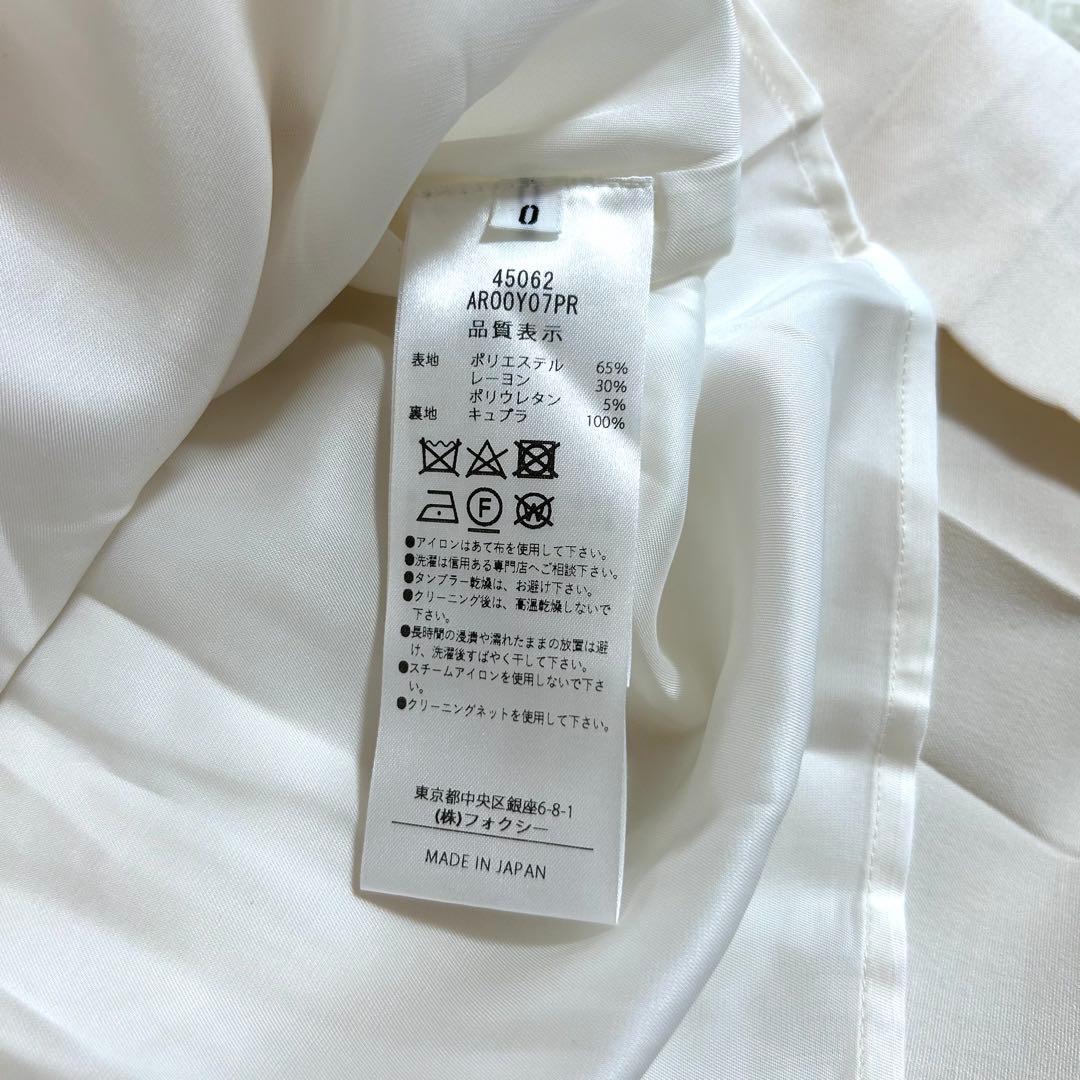 0
45062
AR00Y07PR
品質表示
表地 ポリエステル 65%
レーヨン 30%
ポリウレタン 5%
裏地 キュプラ 100%
F
W
●アイロンはあて布を使用して下さい。
●洗濯は信用ある専門店へご相談下さい。
●タンブラー乾燥は、お避け下さい。
●クリーニング後は、高温乾燥しないで
下さい。
●長時間の浸漬や濡れたままの放置は避
け、洗濯後すばやく干して下さい。
●スチームアイロンを使用しないで下さ
い。
●クリーニングネットを使用して下さい。
東京都中央区銀座6-8-1
(株)フォクシー
MADE IN JAPAN